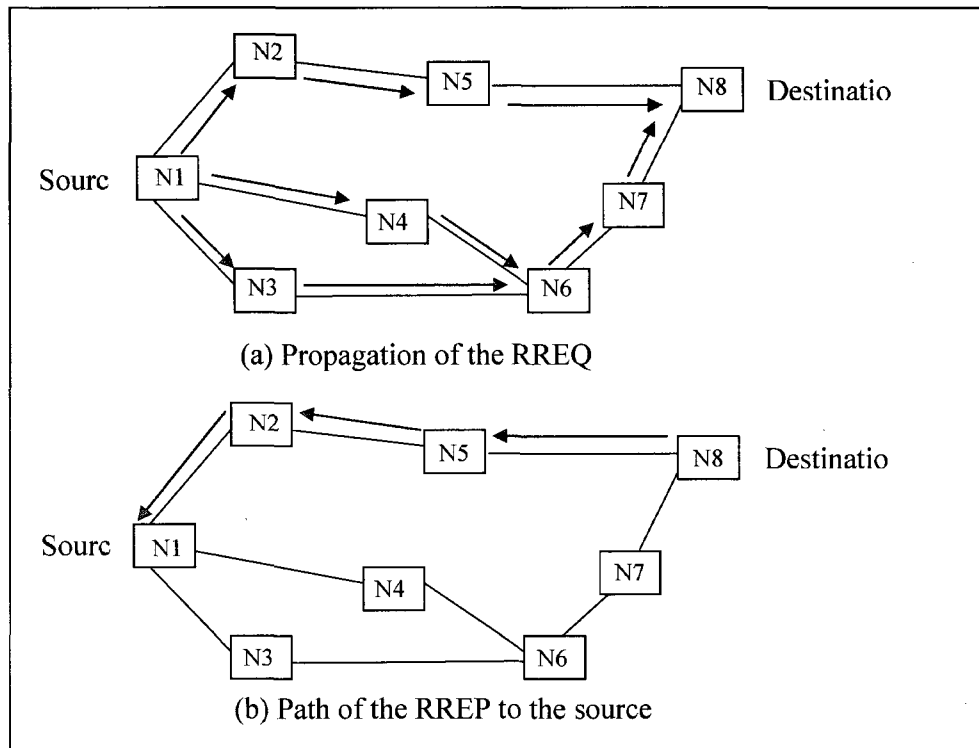 N2
N5
N8 Destinatio
Sourc N1
N7
N4
N3
N6
(a) Propagation of the RREQ
N2
N5
N8 Destinatio
Sourc N1
N7
N4
N3
N6
(b) Path of the RREP to the source